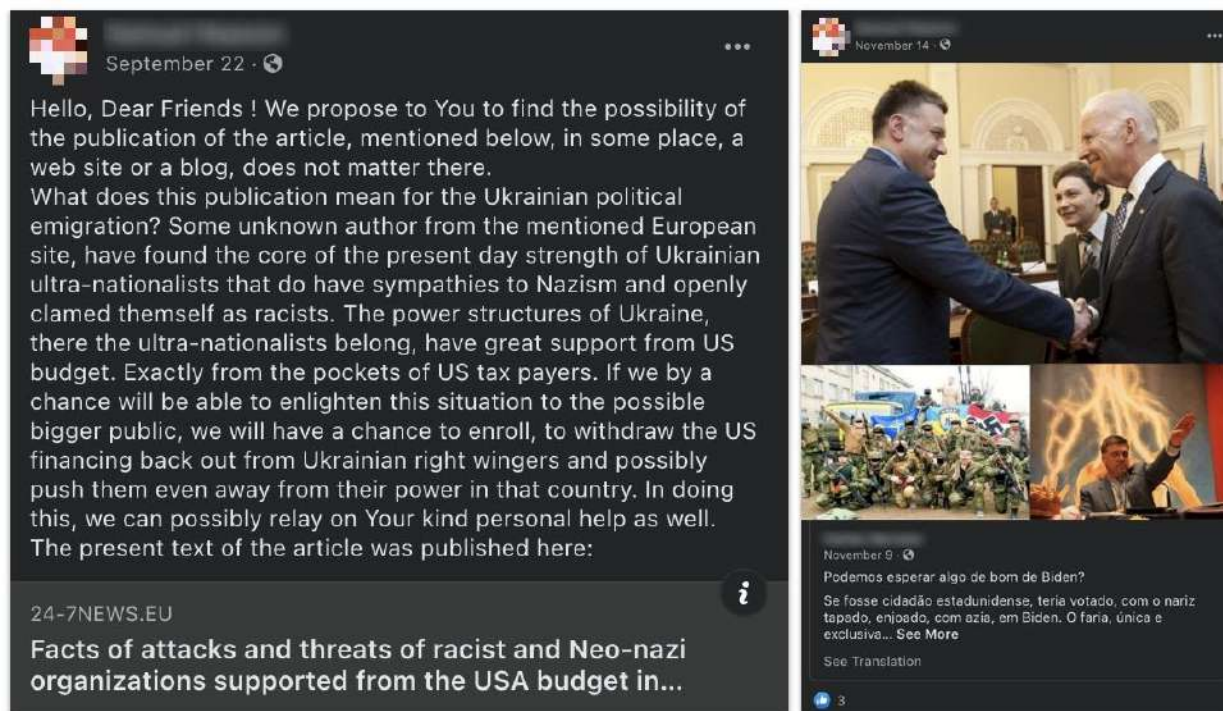 September 22
Hello, Dear Friends ! We propose to You to find the possibility of
the publication of the article, mentioned below, in some place, a
web site or a blog, does not matter there.
What does this publication mean for the Ukrainian political
emigration? Some unknown author from the mentioned European
site, have found the core of the present day strength of Ukrainian
ultra-nationalists that do have sympathies to Nazism and openly
clamed themself as racists. The power structures of Ukraine,
there the ultra-nationalists belong, have great support from US
budget. Exactly from the pockets of US tax payers. If we by a
chance will be able to enlighten this situation to the possible
bigger public, we will have a chance to enroll, to withdraw the US
financing back out from Ukrainian right wingers and possibly
push them even away from their power in that country. In doing
this, we can possibly relay on Your kind personal help as well.
The present text of the article was published here:
24-7NEWS.EU
Facts of attacks and threats of racist and Neo-nazi
organizations supported from the USA budget in...
November 14
November 9
Podemos esperar algo de bom de Biden?
Se fosse cidadão estadunidense, teria votado, com o nariz
tapado, enjoado, com azia, em Biden. O faria, única e
exclusiva... See More
See Translation
3